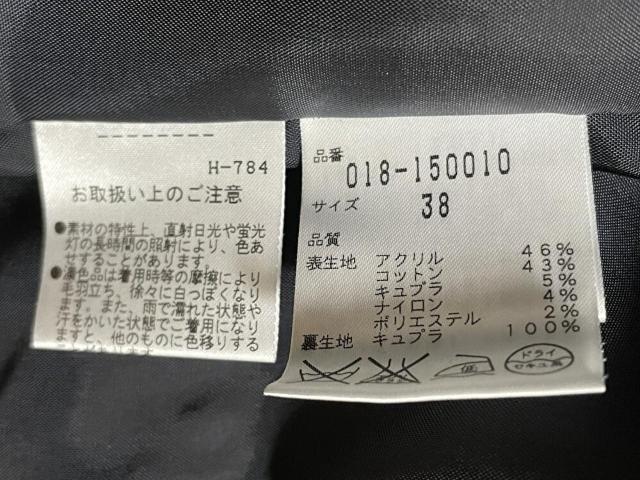 --------
H-784
お取扱い上のご注意
●素材の特性上、直射日光や蛍光
灯の長時間の照射により、色あ
せすることがあります。
●濃色品は着用時等の摩擦により
毛羽立ち、徐々に白っぽくなり
ます。また、雨で濡れた状態や
汗をかいた状態でご着用になり
ますと、他のものに色移りする
品番
018-150010
サイズ
38
品質
表生地 アクリル 46%
コットン 43%
キュプラ 5%
ナイロン 4%
ポリエステル 2%
裏生地 キュプラ 100%
低
ドライ
セキユ系